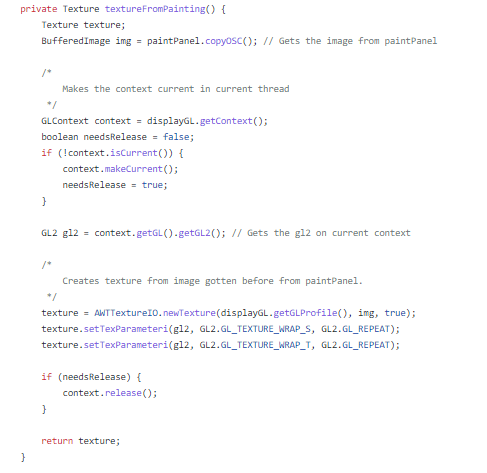 private Texture textureFromPainting() {
Texture texture;
BufferedImage img = paintPanel.copyOSC(); // Gets the image from paintPanel
/*
Makes the context current in current thread
*/
GLContext context = displayGL.getContext();
boolean needsRelease = false;
if (!context.isCurrent()) {
context.makeCurrent();
needsRelease = true;
}
GL2 gl2 = context.getGL().getGL2(); // Gets the gl2 on current context
/*
Creates texture from image gotten before from paintPanel.
*/
texture = AWTTextureIO.newTexture(displayGL.getGLProfile(), img, true);
texture.setTexParameteri(gl2, GL2.GL_TEXTURE_WRAP_S, GL2.GL_REPEAT);
texture.setTexParameteri(gl2, GL2.GL_TEXTURE_WRAP_T, GL2.GL_REPEAT);
if (needsRelease) {
context.release();
}
return texture;
}